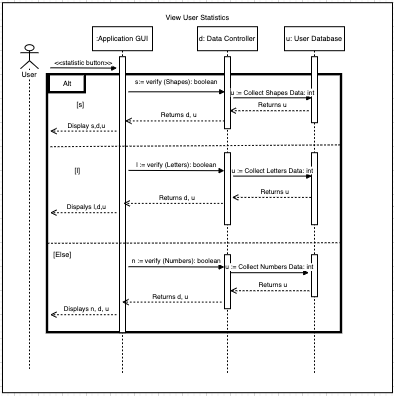 View User Statistics
:Application GUI
d: Data Controller
u: User Database
User
<<statistic button>>
Alt
s:= verify (Shapes): boolean
u := Collect Shapes Data: int
[s]
Returns u
Returns d, u
Display s,d,u
l := verify (Letters): boolean
u := Collect Letters Data: int
[l]
Returns u
Returns d, u
Dispalys l,d,u
[Else]
n := verify (Numbers): boolean
u := Collect Numbers Data: int
Returns u
Returns d, u
Displays n, d, u